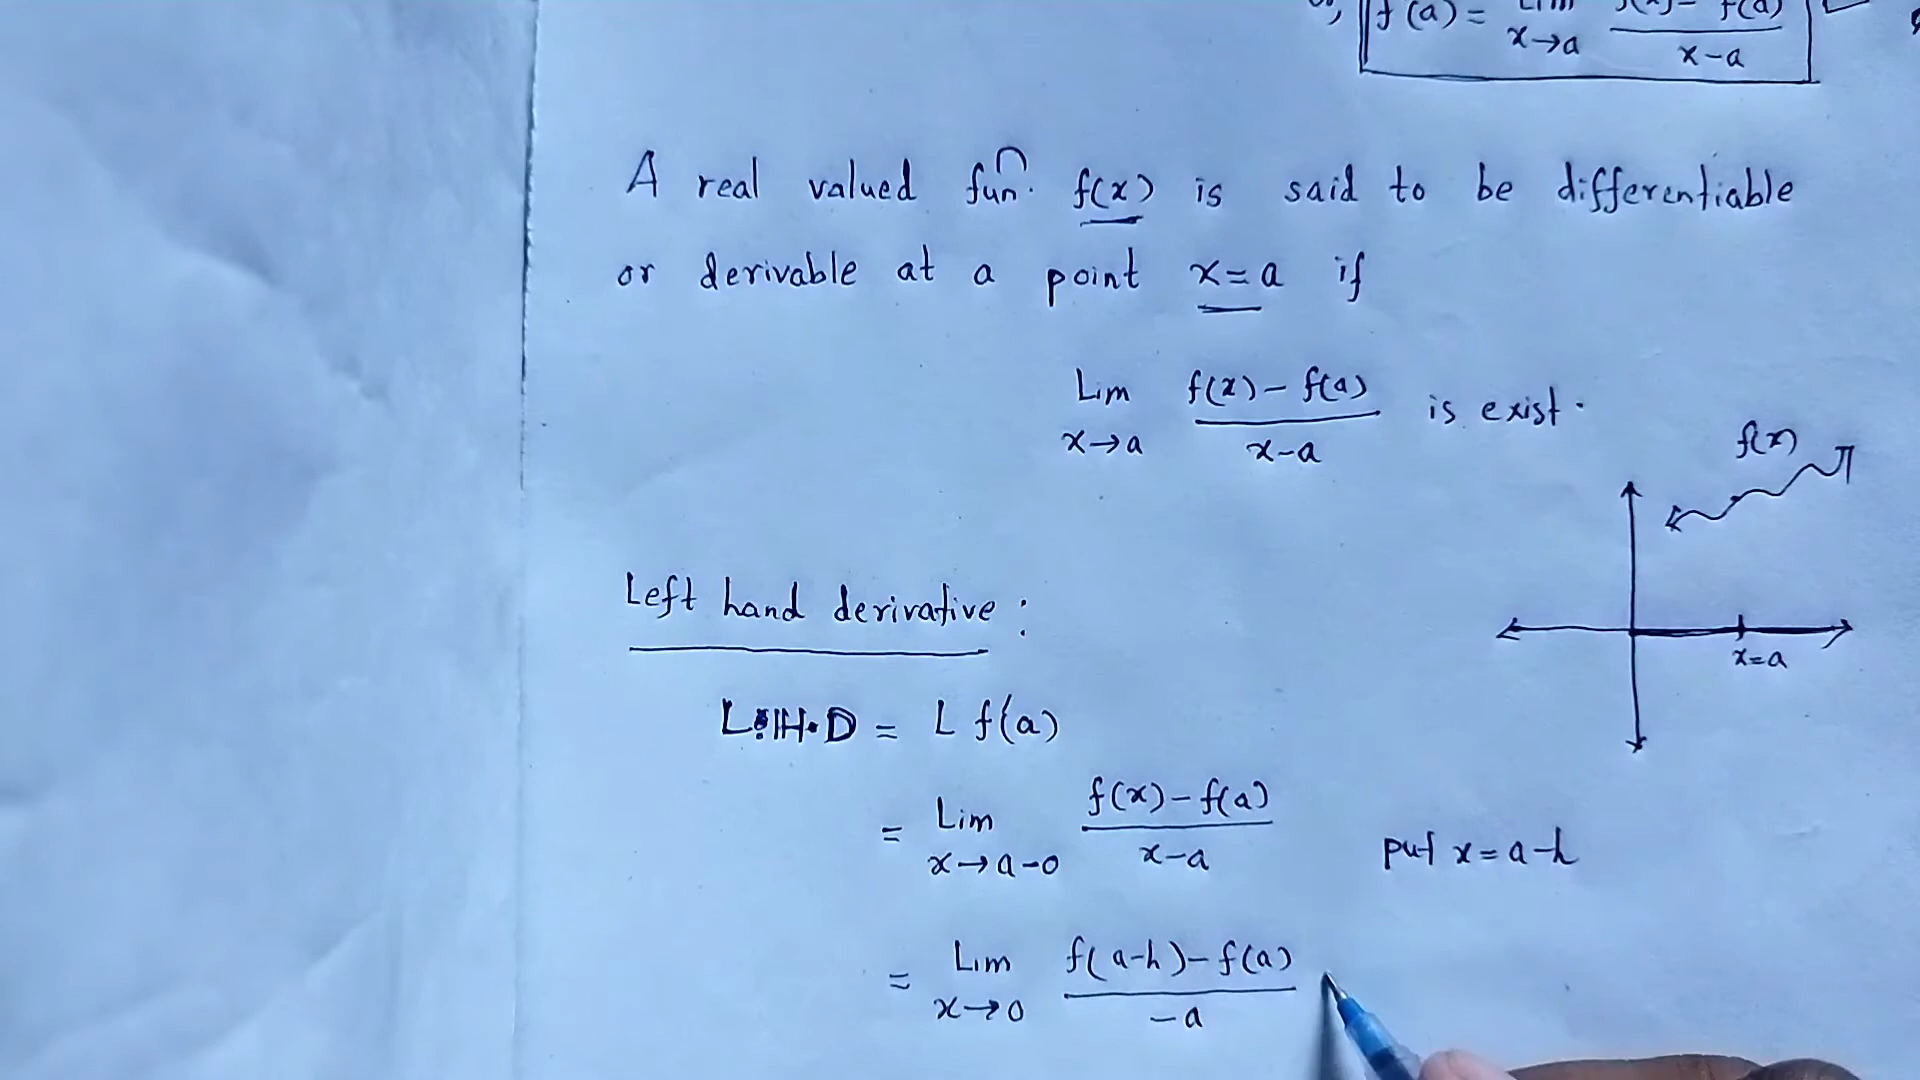 f(a) = Lim x→a f(x) − f(a) / x−a
A real valued fun. f(x) is said to be differentiable
or derivable at a point x=a if
Lim x→a f(x) − f(a) / x−a is exist.
f(x)
x=a
Left hand derivative :
L.H.D = L f(a)
= Lim x→a−0 f(x) − f(a) / x−a put x=a−h
= Lim x→0 f(a−h) − f(a) / −a